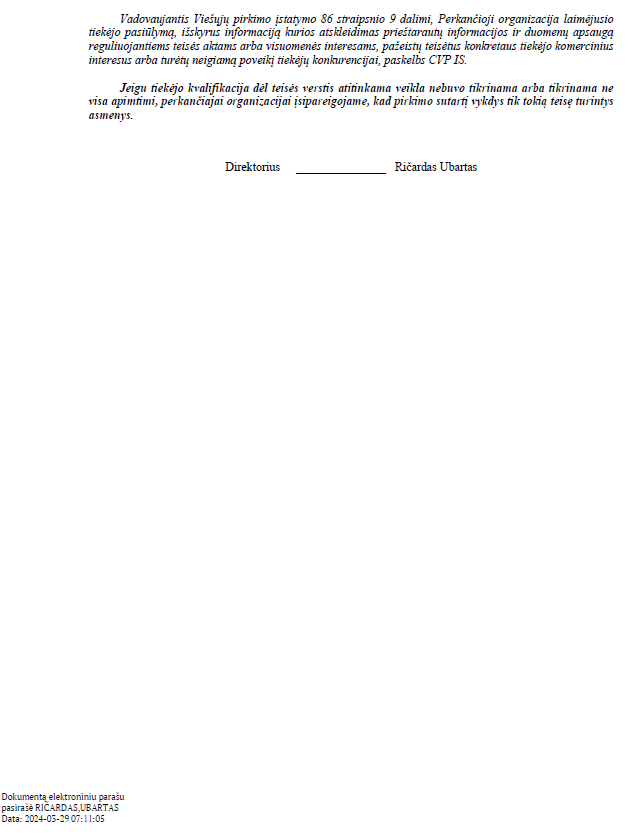 Vadovaujantis Viešųjų pirkimo įstatymo 86 straipsnio 9 dalimi, Perkančioji organizacija laimėjusio
tiekėjo pasiūlymą, išskyrus informaciją kurios atskleidimas prieštarautų informacijos ir duomenų apsaugą
reguliuojantiems teisės aktams arba visuomenės interesams, pažeistų teisėtus konkretaus tiekėjo komercinius
interesus arba turėtų neigiamą poveikį tiekėjų konkurencijai, paskelbs CVP IS.
Jeigu tiekėjo kvalifikacija dėl teisės verstis atitinkama veikla nebuvo tikrinama arba tikrinama ne
visa apimtimi, perkančiajai organizacijai įsipareigojame, kad pirkimo sutartį vykdys tik tokią teisę turintys
asmenys.
Direktorius _______________ Ričardas Ubartas
Dokumentą elektroniniu parašu
pasirašė RIČARDAS,UBARTAS
Data: 2024-03-29 07:11:05